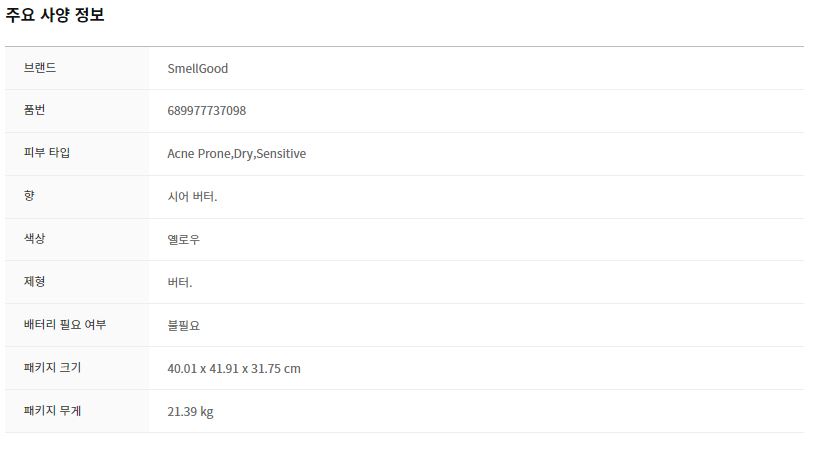 주요 사양 정보
브랜드 SmellGood
품번 689977737098
피부 타입 Acne Prone,Dry,Sensitive
향 시어 버터.
색상 옐로우
제형 버터.
배터리 필요 여부 불필요
패키지 크기 40.01 x 41.91 x 31.75 cm
패키지 무게 21.39 kg